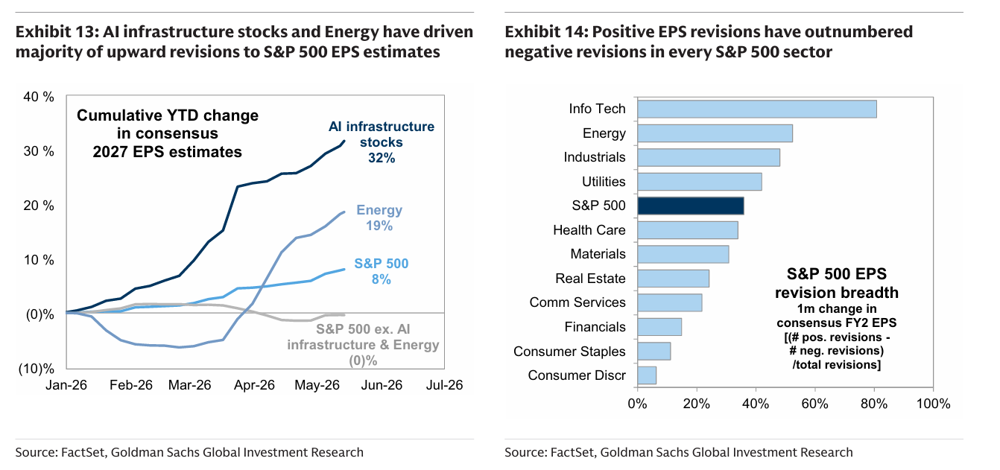 Exhibit 13: AI infrastructure stocks and Energy have driven
majority of upward revisions to S&P 500 EPS estimates
40 %
30 %
20 %
10 %
(0)%
(10)%
Cumulative YTD change
in consensus
2027 EPS estimates
AI infrastructure
stocks
32%
Energy
19%
S&P 500
8%
S&P 500 ex. AI
infrastructure & Energy
(0)%
Jan-26
Feb-26
Mar-26
Apr-26
May-26
Jun-26
Jul-26
Source: FactSet, Goldman Sachs Global Investment Research
Exhibit 14: Positive EPS revisions have outnumbered
negative revisions in every S&P 500 sector
Info Tech
Energy
Industrials
Utilities
S&P 500
Health Care
Materials
Real Estate
Comm Services
Financials
Consumer Staples
Consumer Discr
S&P 500 EPS
revision breadth
1m change in
consensus FY2 EPS
[(# pos. revisions -
# neg. revisions)
/total revisions]
0%
20%
40%
60%
80%
100%
Source: FactSet, Goldman Sachs Global Investment Research